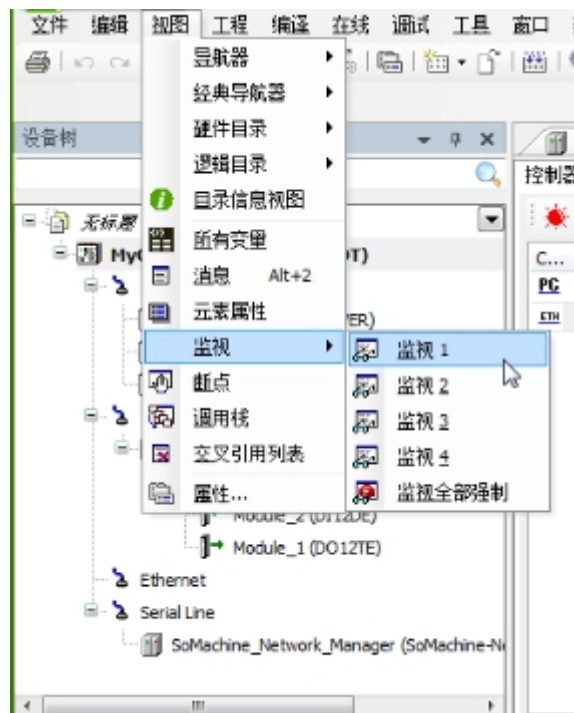 文件 编辑 视图 工程 编译 在线 调试 工具 窗口
导航器
经典导航器
硬件目录
逻辑目录
目录信息视图
所有变量
消息 Alt+2
元素属性
监视
断点
调用栈
交叉引用列表
属性...
监视 1
监视 2
监视 3
监视 4
监视全部强制
设备树
无标题
Module_2 (DI12DE)
Module_1 (DO12TE)
Ethernet
Serial Line
SoMachine_Network_Manager (SoMachine-N
控制器
C...
PC
ETH